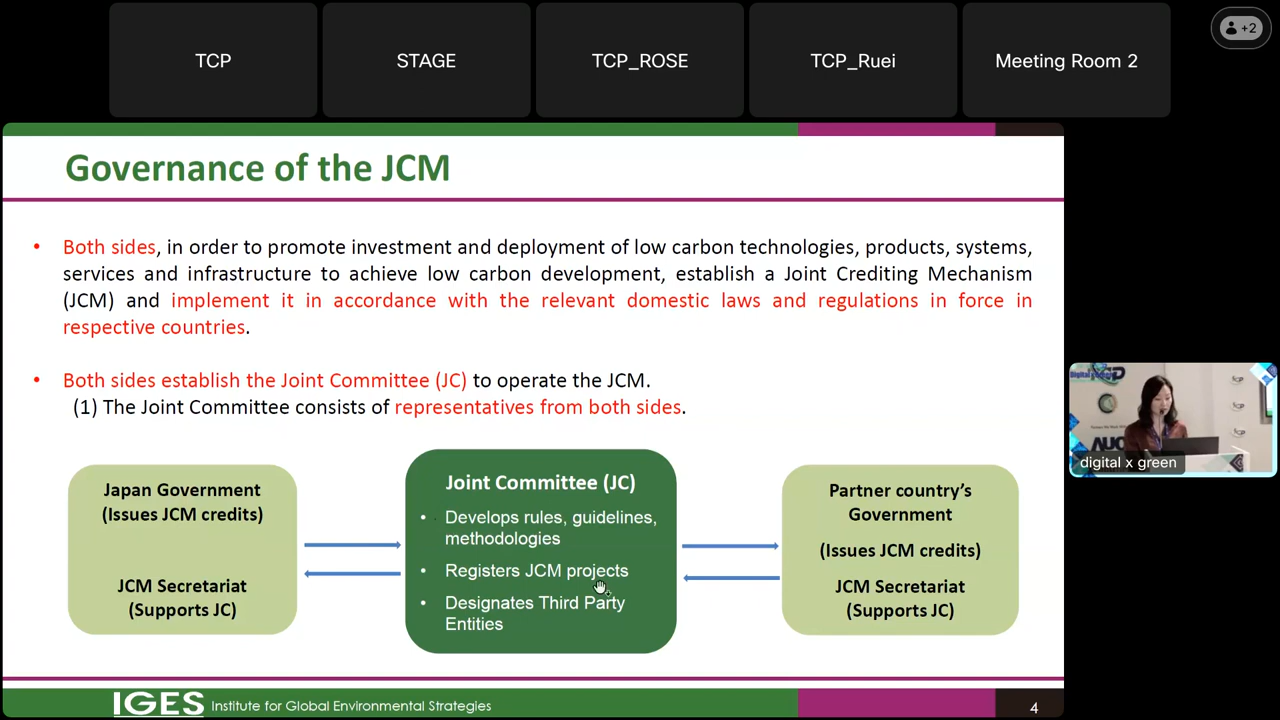 TCP
STAGE
TCP_ROSE
TCP_Ruei
Meeting Room 2
+2
Governance of the JCM
• Both sides, in order to promote investment and deployment of low carbon technologies, products, systems,
services and infrastructure to achieve low carbon development, establish a Joint Crediting Mechanism
(JCM) and implement it in accordance with the relevant domestic laws and regulations in force in
respective countries.
• Both sides establish the Joint Committee (JC) to operate the JCM.
(1) The Joint Committee consists of representatives from both sides.
Japan Government
(Issues JCM credits)
JCM Secretariat
(Supports JC)
Joint Committee (JC)
• Develops rules, guidelines,
methodologies
• Registers JCM projects
• Designates Third Party
Entities
Partner country's
Government
(Issues JCM credits)
JCM Secretariat
(Supports JC)
digital x green
IGES Institute for Global Environmental Strategies
4